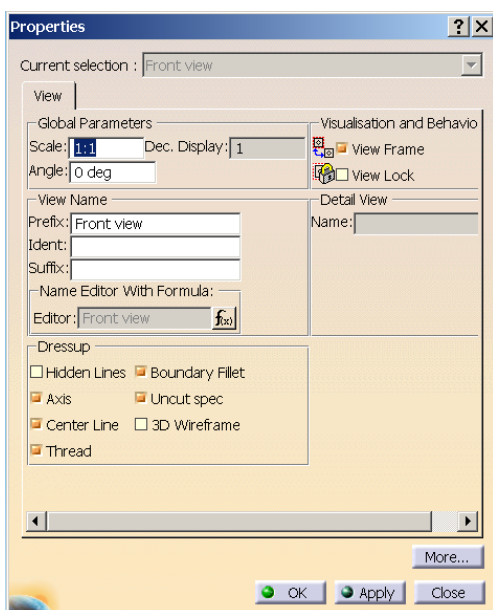 Properties
Current selection : Front view
View
Global Parameters
Scale: 1:1 Dec. Display: 1
Angle: 0 deg
Visualisation and Behavio
View Frame
View Lock
View Name
Prefix: Front view
Ident:
Suffix:
Name Editor With Formula:
Editor: Front view f(x)
Detail View
Name:
Dressup
Hidden Lines Boundary Fillet
Axis Uncut spec
Center Line 3D Wireframe
Thread
More...
OK Apply Close